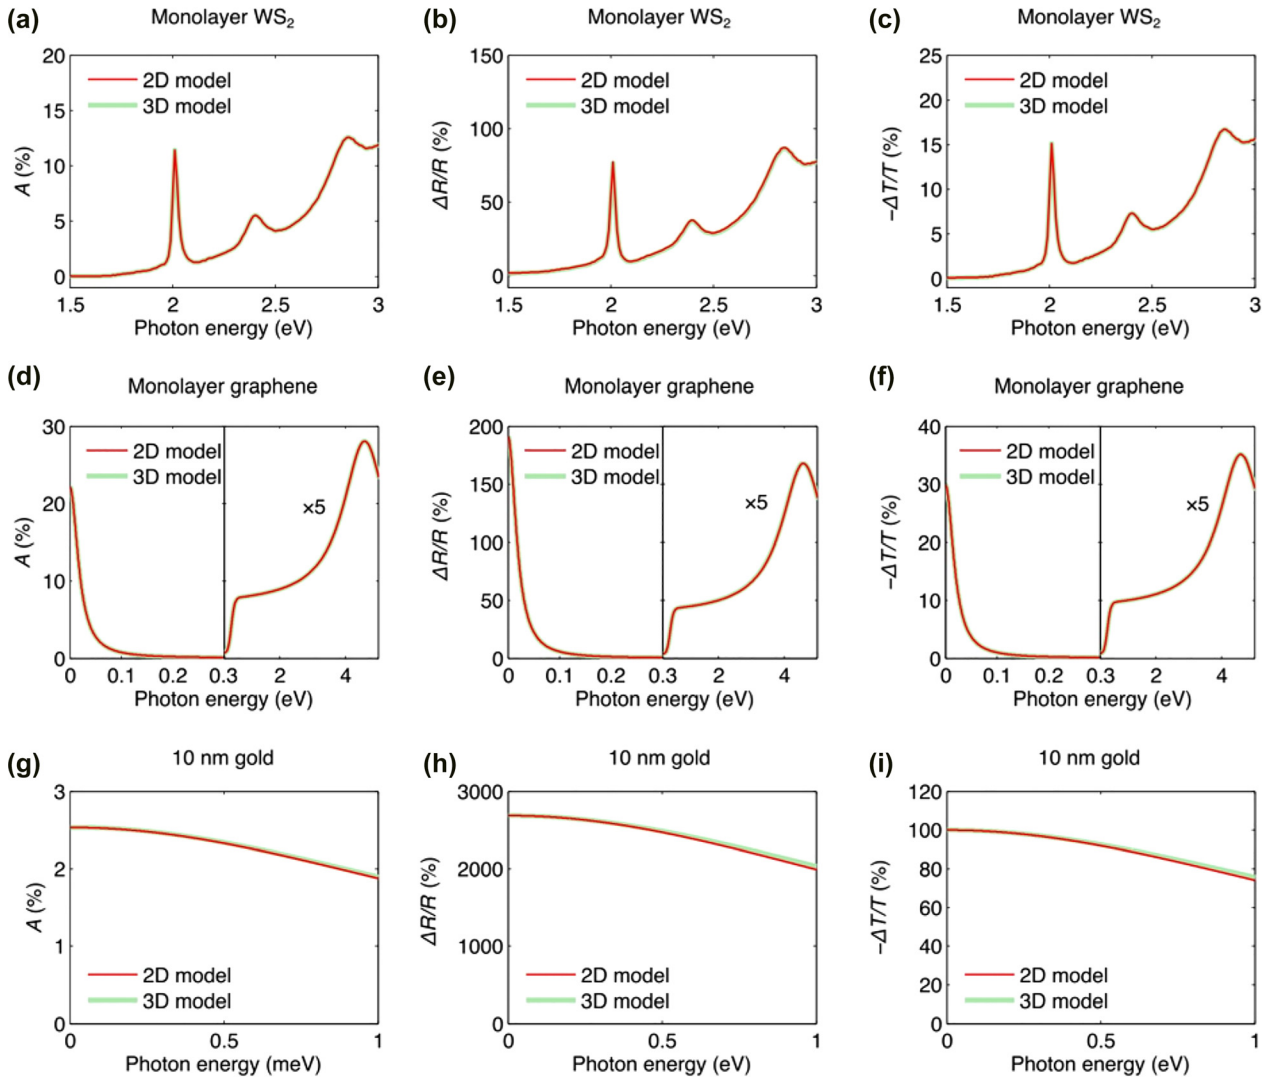 (a) Monolayer WS₂
20
15
10
5
0
A (%)
2D model
3D model
1.5 2 2.5 3
Photon energy (eV)
(b) Monolayer WS₂
150
100
50
0
ΔR/R (%)
2D model
3D model
1.5 2 2.5 3
Photon energy (eV)
(c) Monolayer WS₂
25
20
15
10
5
0
−ΔT/T (%)
2D model
3D model
1.5 2 2.5 3
Photon energy (eV)
(d) Monolayer graphene
30
20
10
0
A (%)
2D model
3D model
×5
0 0.1 0.2 0.3 2 4
Photon energy (eV)
(e) Monolayer graphene
200
150
100
50
0
ΔR/R (%)
2D model
3D model
×5
0 0.1 0.2 0.3 2 4
Photon energy (eV)
(f) Monolayer graphene
40
30
20
10
0
−ΔT/T (%)
2D model
3D model
×5
0 0.1 0.2 0.3 2 4
Photon energy (eV)
(g) 10 nm gold
3
2
1
0
A (%)
2D model
3D model
0 0.5 1
Photon energy (meV)
(h) 10 nm gold
3000
2000
1000
0
ΔR/R (%)
2D model
3D model
0 0.5 1
Photon energy (eV)
(i) 10 nm gold
120
100
80
60
40
20
0
−ΔT/T (%)
2D model
3D model
0 0.5 1
Photon energy (eV)